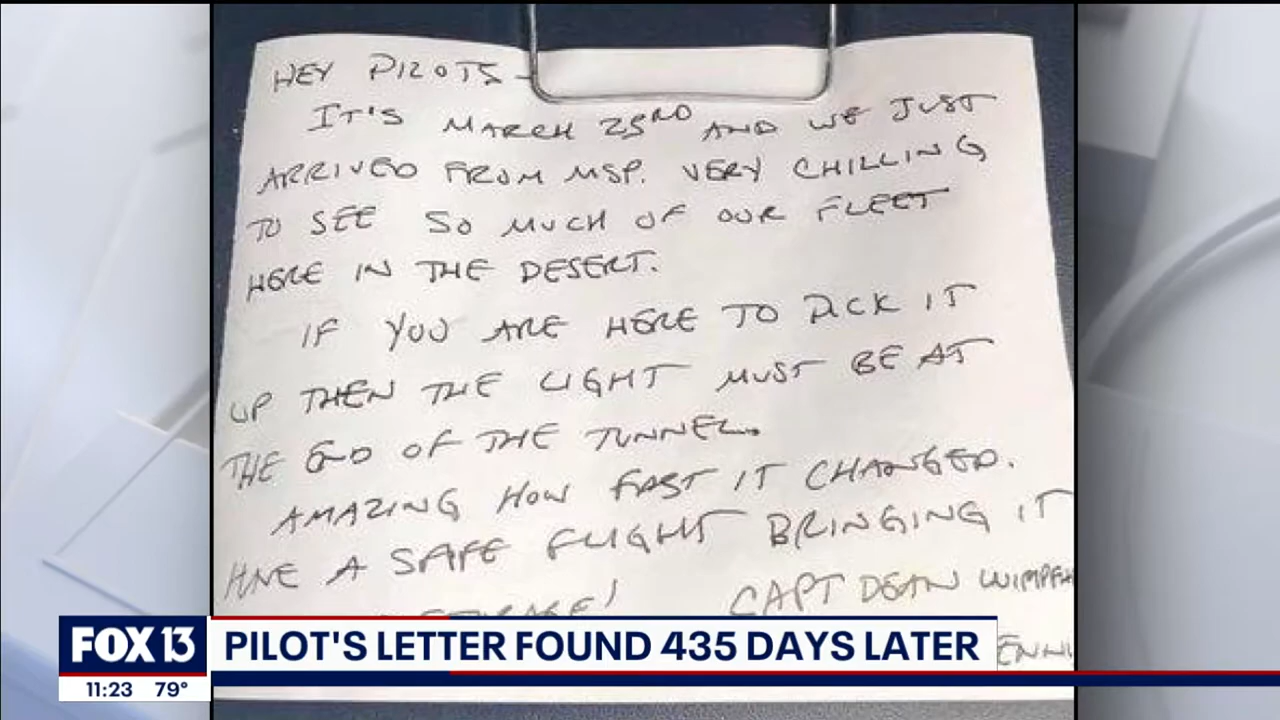 HEY PILOTS-
IT'S MARCH 23RD AND WE JUST
ARRIVED FROM MSP. VERY CHILLING
TO SEE SO MUCH OF OUR FLEET
HERE IN THE DESERT.
IF YOU ARE HERE TO PICK IT
UP THEN THE LIGHT MUST BE AT
THE END OF THE TUNNEL.
AMAZING HOW FAST IT CHANGED.
HAVE A SAFE FLIGHT BRINGING IT
CAPT DEAN
FOX 13 PILOT'S LETTER FOUND 435 DAYS LATER
11:23 79°